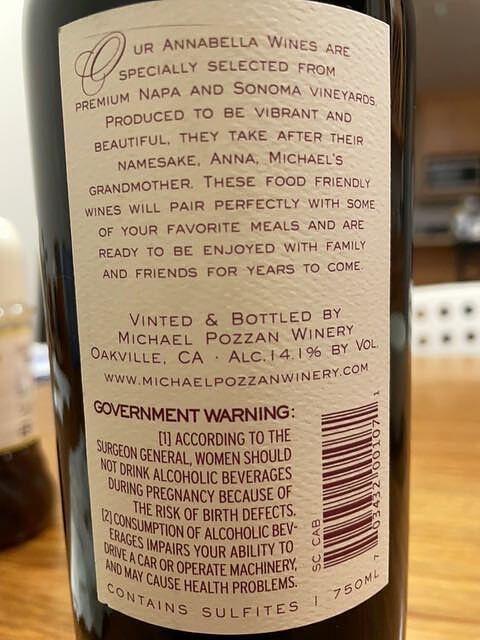 OUR ANNABELLA WINES ARE
SPECIALLY SELECTED FROM
PREMIUM NAPA AND SONOMA VINEYARDS.
PRODUCED TO BE VIBRANT AND
BEAUTIFUL, THEY TAKE AFTER THEIR
NAMESAKE, ANNA, MICHAEL'S
GRANDMOTHER. THESE FOOD FRIENDLY
WINES WILL PAIR PERFECTLY WITH SOME
OF YOUR FAVORITE MEALS AND ARE
READY TO BE ENJOYED WITH FAMILY
AND FRIENDS FOR YEARS TO COME.
VINTED & BOTTLED BY
MICHAEL POZZAN WINERY
OAKVILLE, CA · ALC.14.1% BY VOL
WWW.MICHAELPOZZANWINERY.COM
GOVERNMENT WARNING:
[1] ACCORDING TO THE
SURGEON GENERAL, WOMEN SHOULD
NOT DRINK ALCOHOLIC BEVERAGES
DURING PREGNANCY BECAUSE OF
THE RISK OF BIRTH DEFECTS.
[2] CONSUMPTION OF ALCOHOLIC BEV-
ERAGES IMPAIRS YOUR ABILITY TO
DRIVE A CAR OR OPERATE MACHINERY,
AND MAY CAUSE HEALTH PROBLEMS.
SC CAB
7 03432 00107 1
CONTAINS SULFITES | 750ML